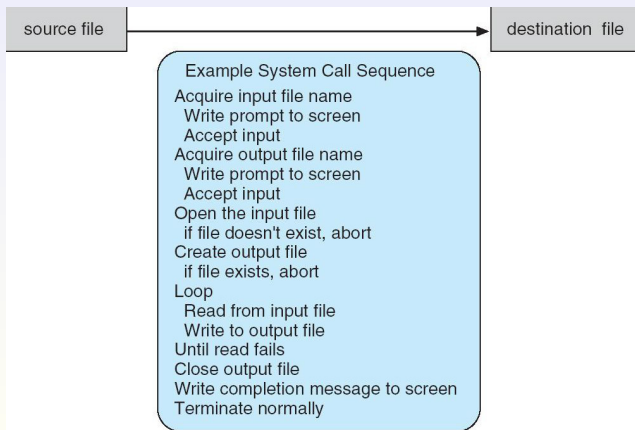 source file
destination file
Example System Call Sequence
Acquire input file name
Write prompt to screen
Accept input
Acquire output file name
Write prompt to screen
Accept input
Open the input file
if file doesn't exist, abort
Create output file
if file exists, abort
Loop
Read from input file
Write to output file
Until read fails
Close output file
Write completion message to screen
Terminate normally